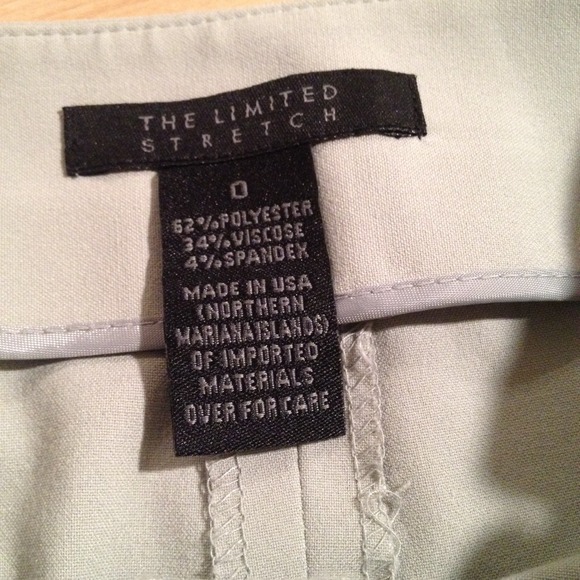 THE LIMITED
STRETCH
0
62% POLYESTER
34% VISCOSE
4% SPANDEX
MADE IN USA
(NORTHERN
MARIANA ISLANDS)
OF IMPORTED
MATERIALS
OVER FOR CARE